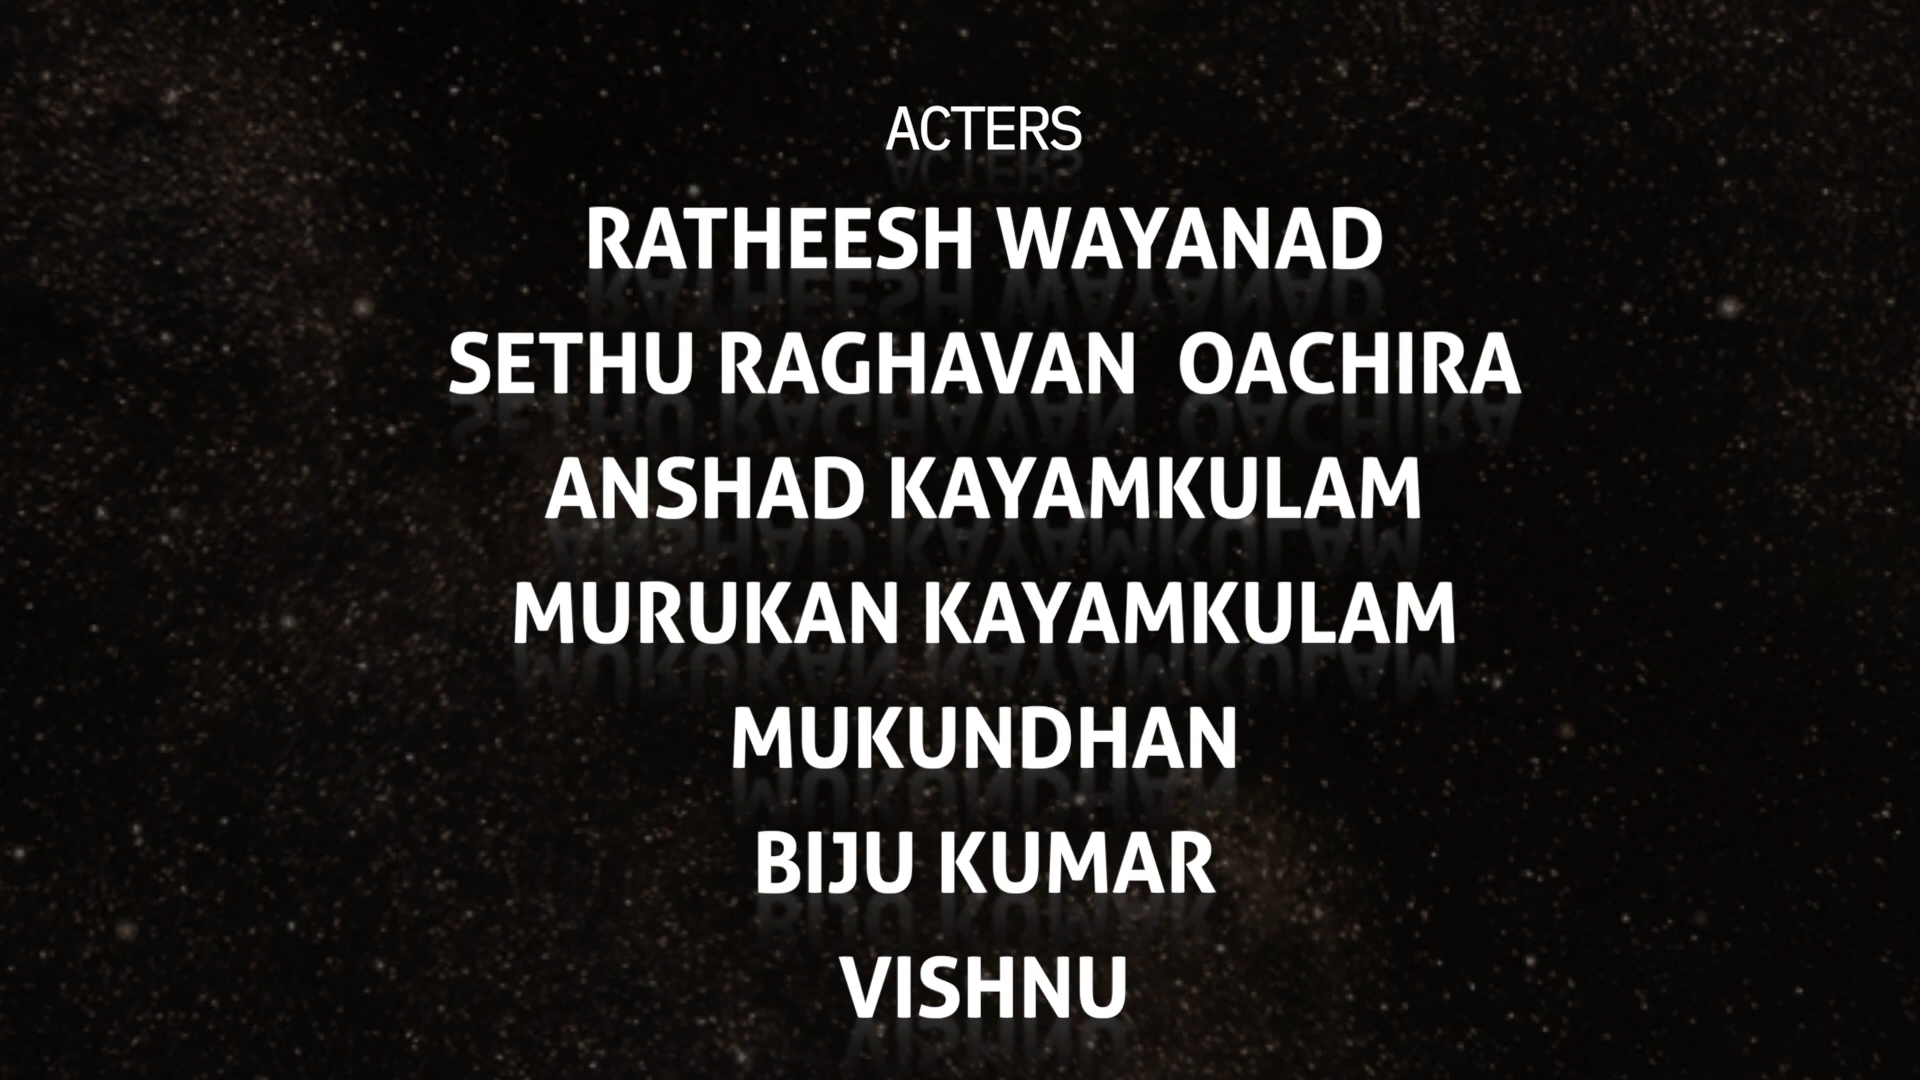 ACTERS
RATHEESH WAYANAD
SETHU RAGHAVAN  OACHIRA
ANSHAD KAYAMKULAM
MURUKAN KAYAMKULAM
MUKUNDHAN
BIJU KUMAR
VISHNU